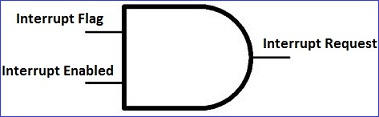 Interrupt Flag
Interrupt Request
Interrupt Enabled